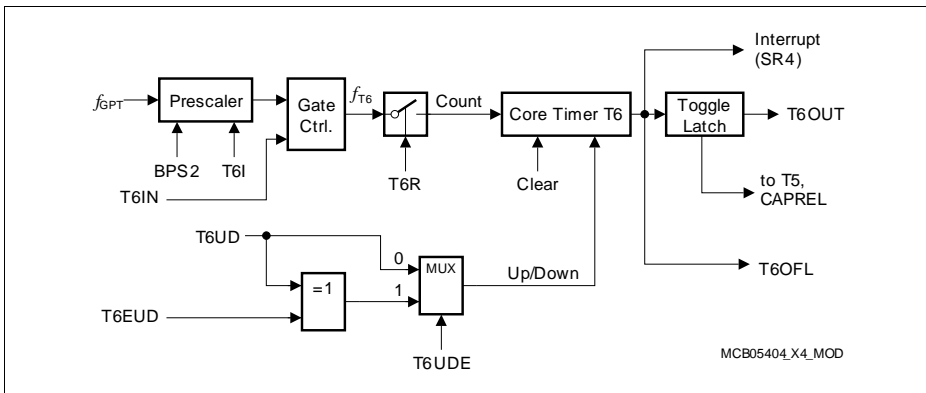 Interrupt
(SR4)
fGPT
Prescaler
Gate
Ctrl.
fT6
Count
Core Timer T6
Toggle
Latch
T6OUT
BPS2
T6I
T6IN
T6R
Clear
to T5,
CAPREL
T6UD
0
MUX
Up/Down
T6OFL
=1
1
T6EUD
T6UDE
MCB05404_X4_MOD